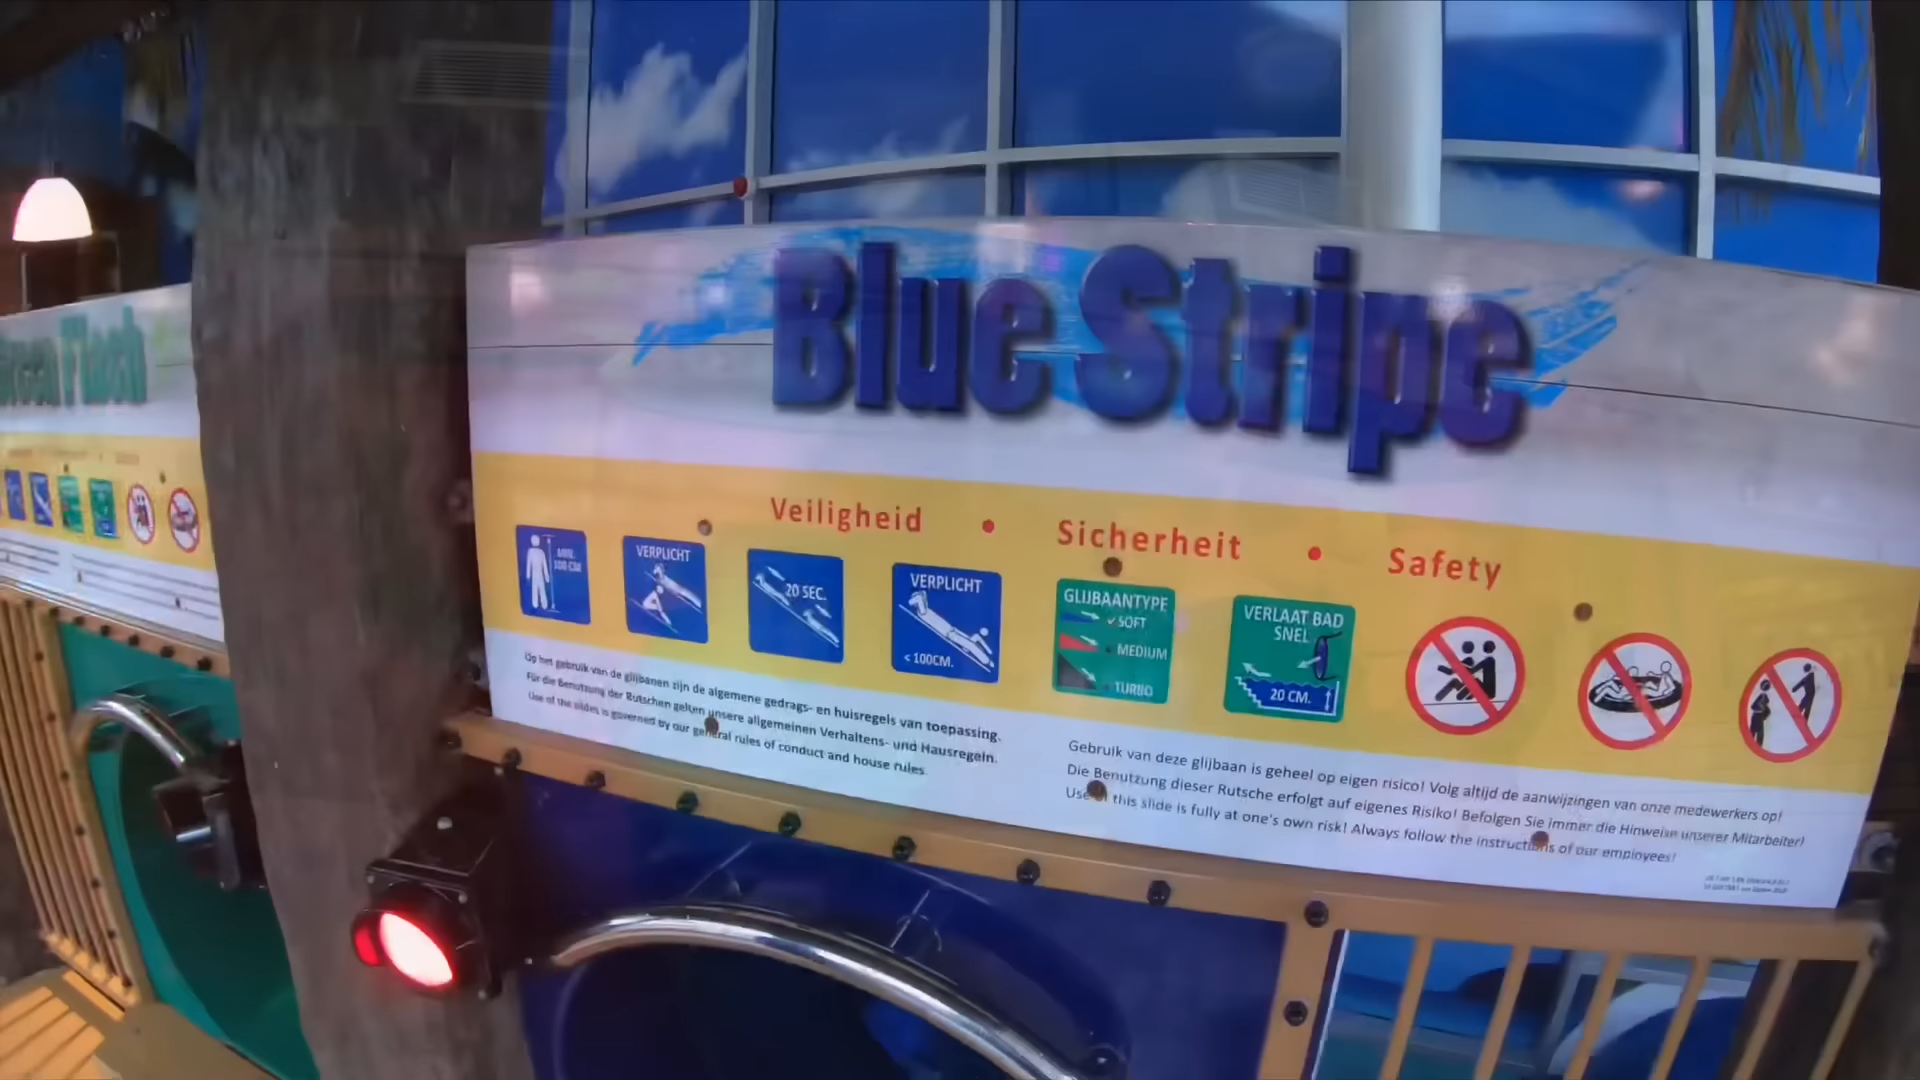 Blue Stripe
Veiligheid • Sicherheit • Safety
MIN.
100 CM
VERPLICHT
20 SEC.
VERPLICHT
< 100CM.
GLIJBAANTYPE
✓ SOFT
MEDIUM
TURBO
VERLAAT BAD
SNEL
20 CM.
Op het gebruik van de glijbanen zijn de algemene gedrags- en huisregels van toepassing.
Für die Benutzung der Rutschen gelten unsere allgemeinen Verhaltens- und Hausregeln.
Use of the slides is governed by our general rules of conduct and house rules.
Gebruik van deze glijbaan is geheel op eigen risico! Volg altijd de aanwijzingen van onze medewerkers op!
Die Benutzung dieser Rutsche erfolgt auf eigenes Risiko! Befolgen Sie immer die Hinweise unserer Mitarbeiter!
Use of this slide is fully at one's own risk! Always follow the instructions of our employees!